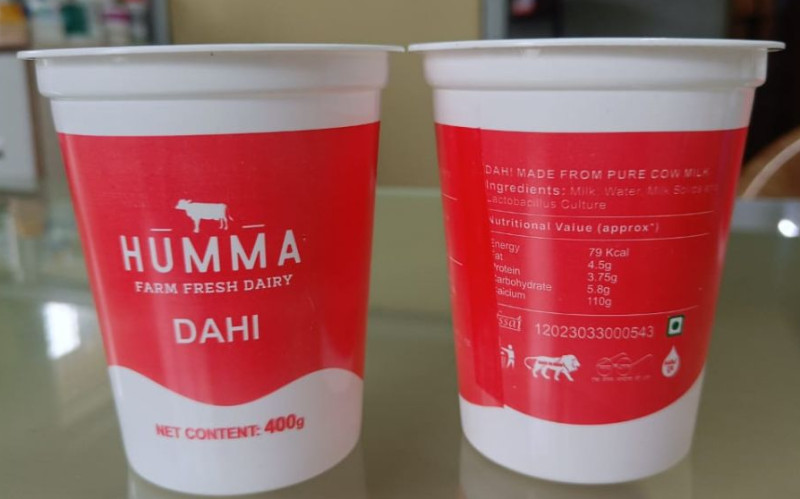 HUMMA
FARM FRESH DAIRY
DAHI
NET CONTENT: 400g
DAHI MADE FROM PURE COW MILK
Ingredients: Milk, Water, Milk Solids and
Lactobacillus Culture
Nutritional Value (approx*)
Energy 79 Kcal
Fat 4.5g
Protein 3.75g
Carbohydrate 5.8g
Calcium 110g
fssai 12023033000543